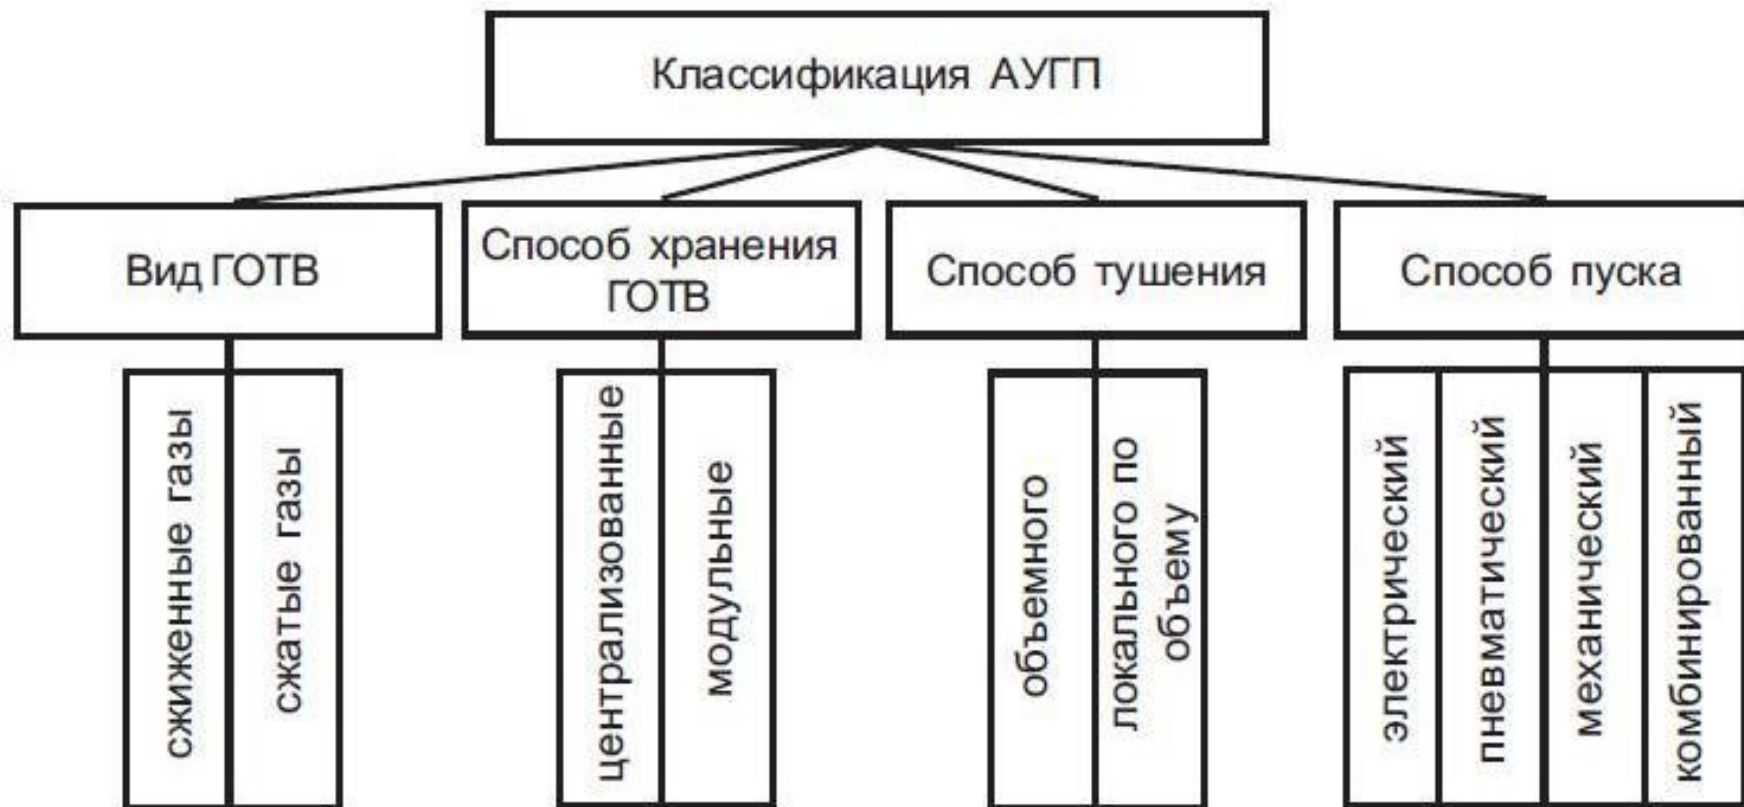 Классификация АУГП
Вид ГОТВ
Способ хранения
ГОТВ
Способ тушения
Способ пуска
сжиженные газы
сжатые газы
централизованные
модульные
объемного
локального по
объему
электрический
пневматический
механический
комбинированный